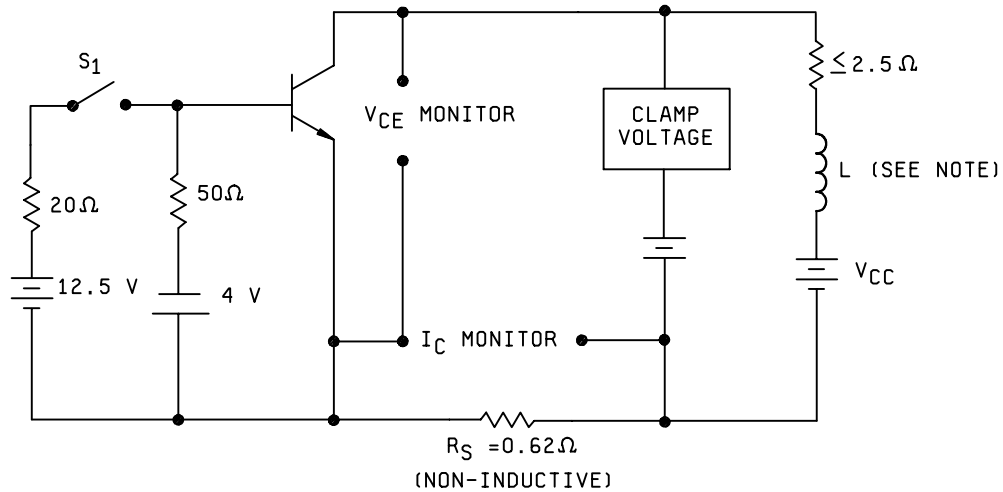 S1
VCE MONITOR
CLAMP
VOLTAGE
≤2.5Ω
L (SEE NOTE)
20Ω
50Ω
12.5 V
4 V
VCC
IC MONITOR
RS =0.62Ω
(NON-INDUCTIVE)